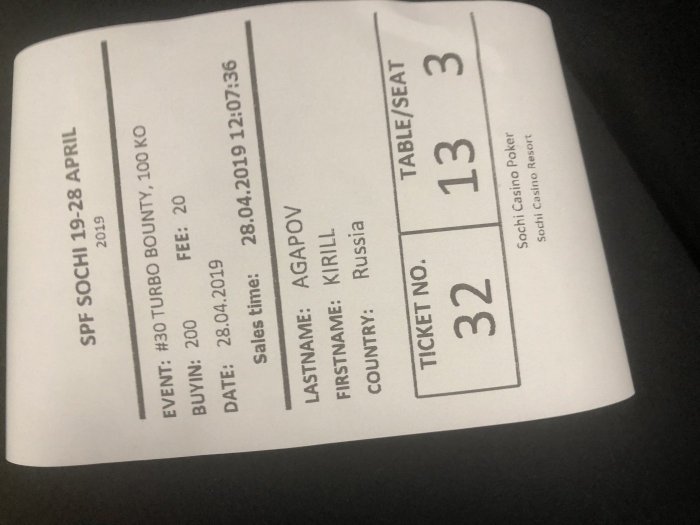 SPF SOCHI 19-28 APRIL
2019
EVENT: #30 TURBO BOUNTY, 100 KO
BUYIN: 200 FEE: 20
DATE: 28.04.2019
Sales time: 28.04.2019 12:07:36
LASTNAME: AGAPOV
FIRSTNAME: KIRILL
COUNTRY: Russia
TICKET NO. TABLE/SEAT
32 13 3
Sochi Casino Poker
Sochi Casino Resort